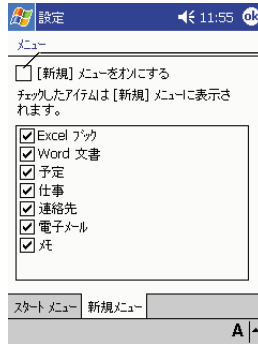 設定 11:55 ok
メニュー
[新規] メニューをオンにする
チェックしたアイテムは [新規] メニューに表示さ
れます。
Excel ブック
Word 文書
予定
仕事
連絡先
電子メール
メモ
スタート メニュー 新規メニュー
A